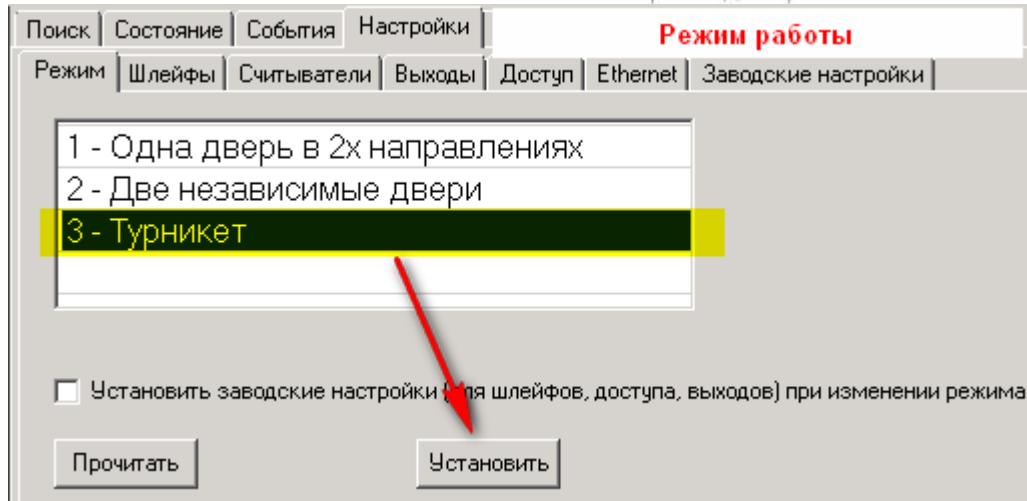 Поиск Состояние События Настройки Режим работы
Режим Шлейфы Считыватели Выходы Доступ Ethernet Заводские настройки
1 - Одна дверь в 2х направлениях
2 - Две независимые двери
3 - Турникет
Установить заводские настройки (для шлейфов, доступа, выходов) при изменении режима
Прочитать Установить